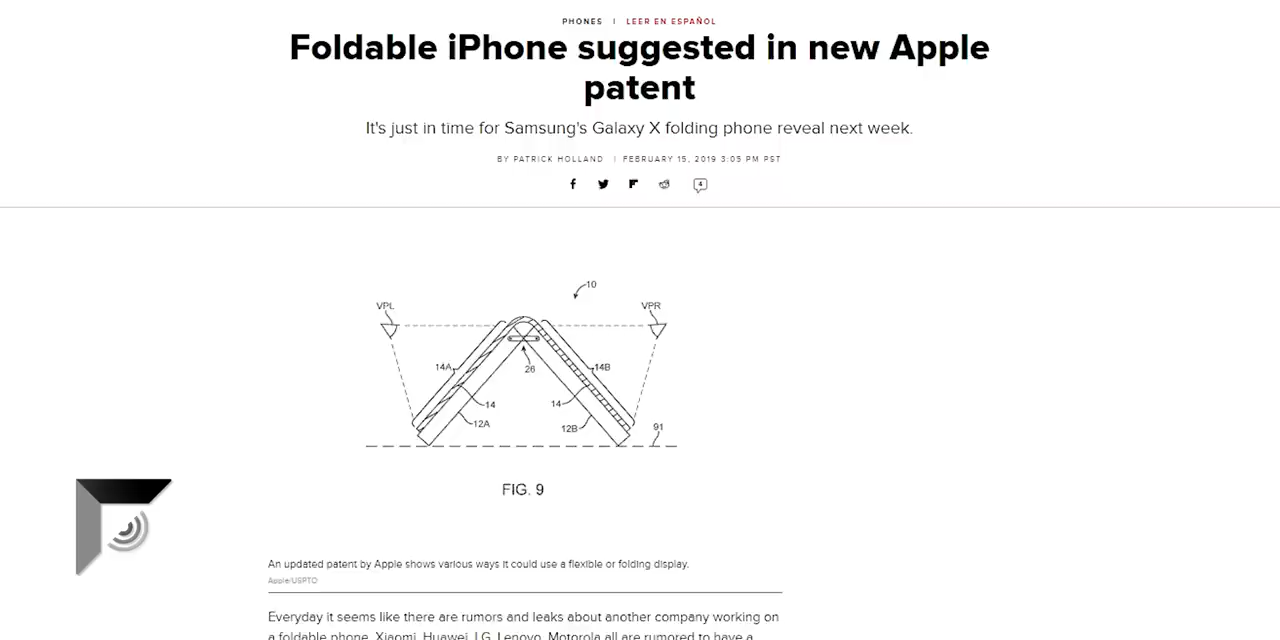 PHONES | LEER EN ESPAÑOL
Foldable iPhone suggested in new Apple
patent
It's just in time for Samsung's Galaxy X folding phone reveal next week.
BY PATRICK HOLLAND | FEBRUARY 15, 2019 3:05 PM PST
4
10
VPL
VPR
14A
26
14B
14
14
12A
12B
91
FIG. 9
An updated patent by Apple shows various ways it could use a flexible or folding display.
Apple/USPTO
Everyday it seems like there are rumors and leaks about another company working on
a foldable phone. Xiaomi, Huawei, LG, Lenovo, Motorola all are rumored to have a